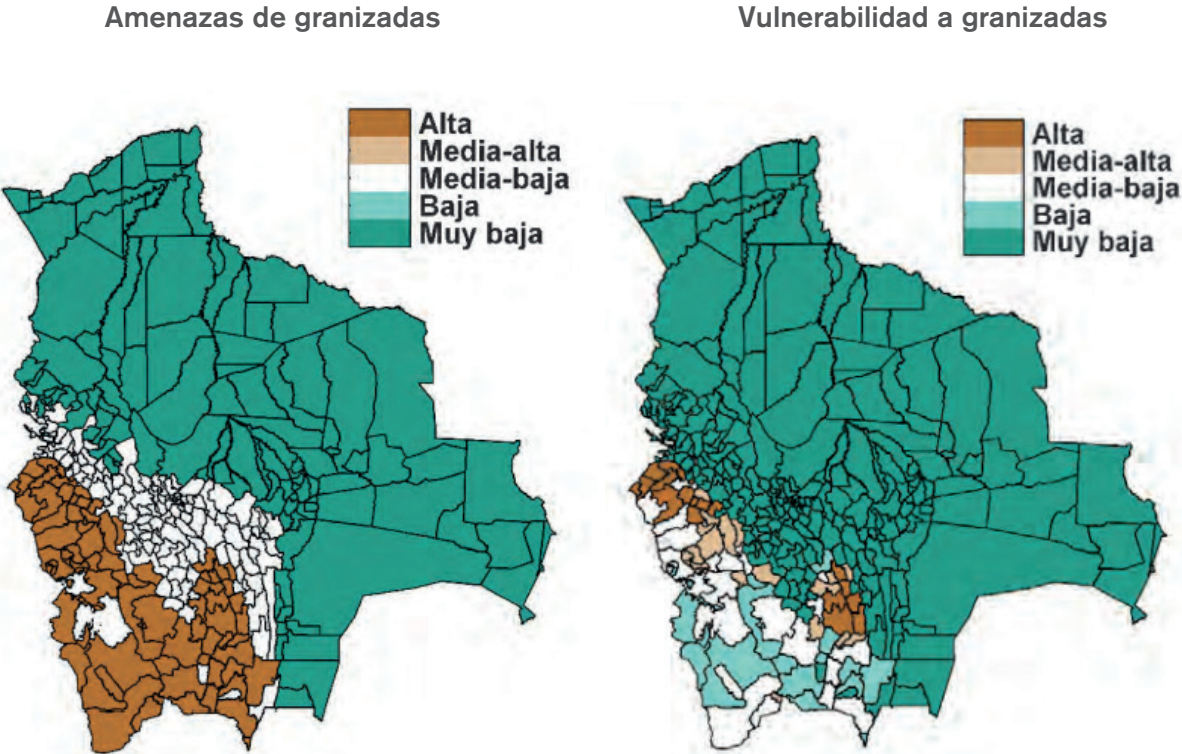 Amenazas de granizadas
Alta
Media-alta
Media-baja
Baja
Muy baja
Vulnerabilidad a granizadas
Alta
Media-alta
Media-baja
Baja
Muy baja